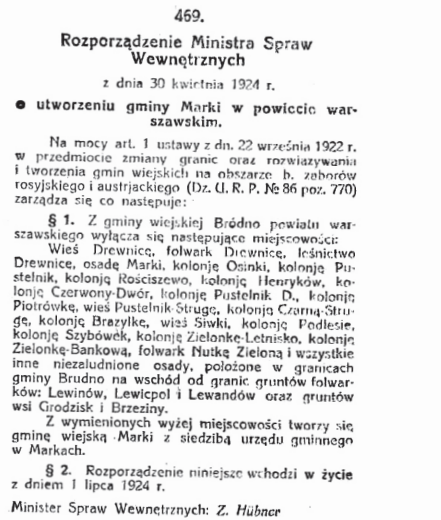 469.
Rozporządzenie Ministra Spraw
Wewnętrznych
z dnia 30 kwietnia 1924 r.
o utworzeniu gminy Marki w powiecie war-
szawskim.
Na mocy art. 1 ustawy z dn. 22 września 1922 r.
w przedmiocie zmiany granic oraz rozwiązywania
i tworzenia gmin wiejskich na obszarze b. zaborów
rosyjskiego i austrjackiego (Dz. U. R. P. № 86 poz. 770)
zarządza się co następuje:
§ 1. Z gminy wiejskiej Bródno powiatu war-
szawskiego wyłącza się następujące miejscowości:
Wieś Drewnicę, folwark Drewnicę, leśnictwo
Drewnicę, osadę Marki, kolonję Osinki, kolonję Pu-
stelnik, kolonję Rościszewo, kolonję Henryków, ko-
lonję Czerwony-Dwór, kolonję Pustelnik D., kolonję
Piotrówkę, wieś Pustelnik-Strugę, kolonję Czarną-Stru-
gę, kolonję Brazylkę, wieś Siwki, kolonję Podlesie,
kolonję Szybówek, kolonję Zielonkę-Letnisko, kolonję
Zielonkę-Bankową, folwark Nutkę Zieloną i wszystkie
inne niezaludnione osady, położone w granicach
gminy Brudno na wschód od granic gruntów folwar-
ków: Lewinów, Lewicpol i Lewandów oraz gruntów
wsi Grodzisk i Brzeziny.
Z wymienionych wyżej miejscowości tworzy się
gminę wiejską Marki z siedzibą urzędu gminnego
w Markach.
§ 2. Rozporządzenie niniejsze wchodzi w życie
z dniem 1 lipca 1924 r.
Minister Spraw Wewnętrznych: Z. Hübner